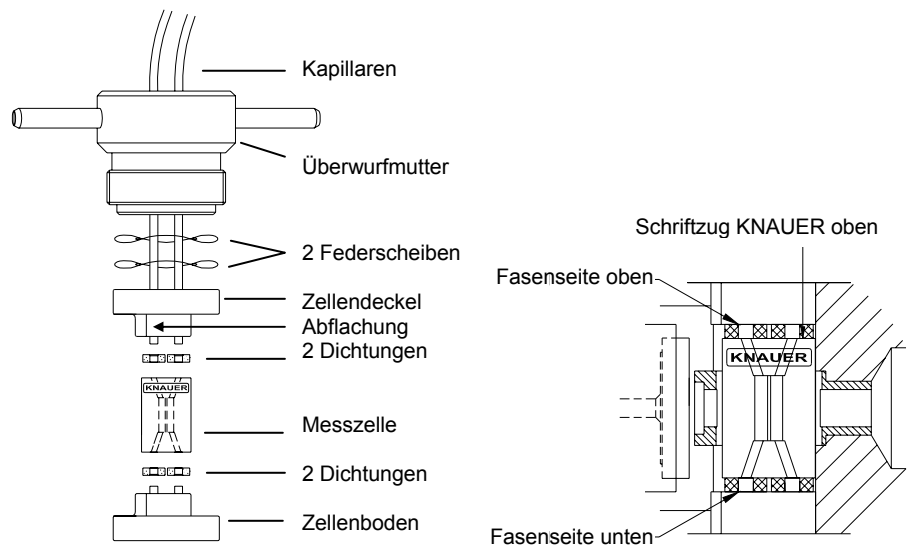 Kapillaren
Überwurfmutter
2 Federscheiben
Zellendeckel
Abflachung
2 Dichtungen
KNAUER
Messzelle
2 Dichtungen
Zellenboden
Schriftzug KNAUER oben
Fasenseite oben
KNAUER
Fasenseite unten